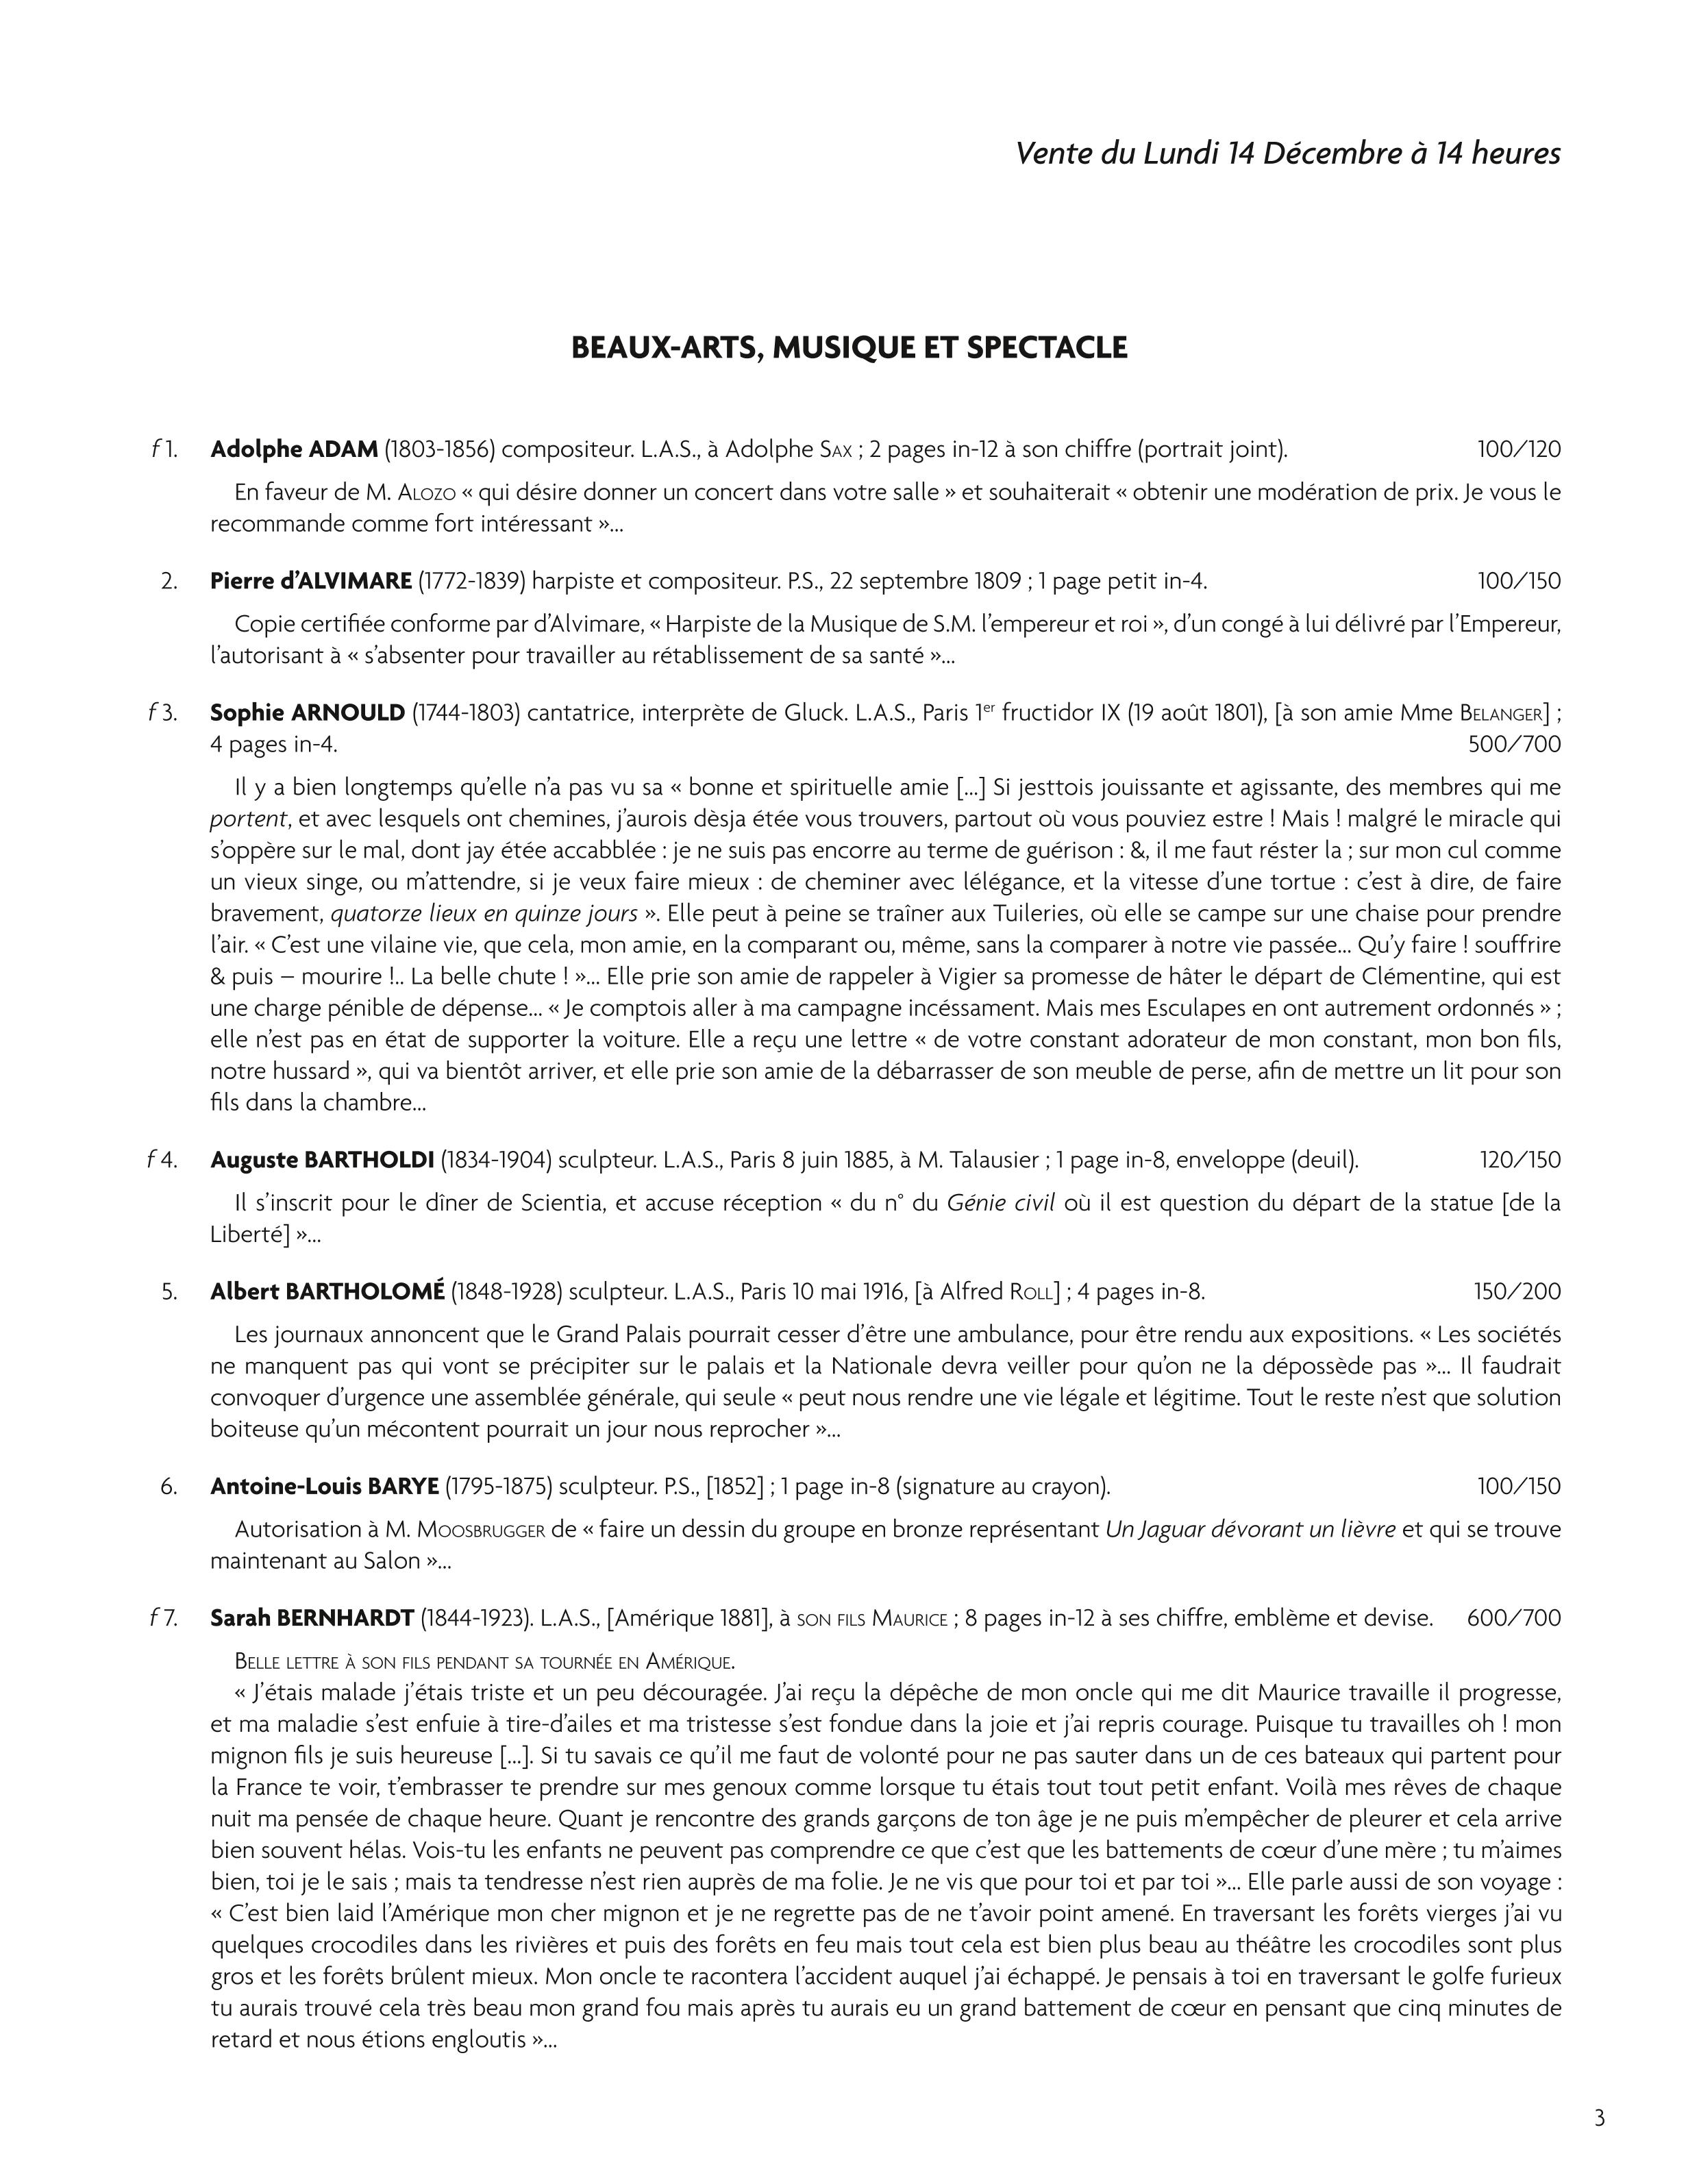 Vente du Lundi 14 Décembre à 14 heures
BEAUX-ARTS, MUSIQUE ET SPECTACLE
f 1. Adolphe ADAM (1803-1856) compositeur. L.A.S., à Adolphe Sax ; 2 pages in-12 à son chiffre (portrait joint). 100/120
En faveur de M. Alozo « qui désire donner un concert dans votre salle » et souhaiterait « obtenir une modération de prix. Je vous le
recommande comme fort intéressant »...
2. Pierre d’ALVIMARE (1772-1839) harpiste et compositeur. P.S., 22 septembre 1809 ; 1 page petit in-4. 100/150
Copie certifiée conforme par d’Alvimare, « Harpiste de la Musique de S.M. l’empereur et roi », d’un congé à lui délivré par l’Empereur,
l’autorisant à « s’absenter pour travailler au rétablissement de sa santé »...
f 3. Sophie ARNOULD (1744-1803) cantatrice, interprète de Gluck. L.A.S., Paris 1er fructidor IX (19 août 1801), [à son amie Mme Belanger] ;
4 pages in-4. 500/700
Il y a bien longtemps qu’elle n’a pas vu sa « bonne et spirituelle amie [...] Si jesttois jouissante et agissante, des membres qui me
portent, et avec lesquels ont chemines, j’aurois dèsja étée vous trouvers, partout où vous pouviez estre ! Mais ! malgré le miracle qui
s’oppère sur le mal, dont jay étée accabblée : je ne suis pas encorre au terme de guérison : &, il me faut réster la ; sur mon cul comme
un vieux singe, ou m’attendre, si je veux faire mieux : de cheminer avec lélégance, et la vitesse d’une tortue : c’est à dire, de faire
bravement, quatorze lieux en quinze jours ». Elle peut à peine se traîner aux Tuileries, où elle se campe sur une chaise pour prendre
l’air. « C’est une vilaine vie, que cela, mon amie, en la comparant ou, même, sans la comparer à notre vie passée... Qu’y faire ! souffrire
& puis – mourire !.. La belle chute ! »... Elle prie son amie de rappeler à Vigier sa promesse de hâter le départ de Clémentine, qui est
une charge pénible de dépense... « Je comptois aller à ma campagne incéssament. Mais mes Esculapes en ont autrement ordonnés » ;
elle n’est pas en état de supporter la voiture. Elle a reçu une lettre « de votre constant adorateur de mon constant, mon bon fils,
notre hussard », qui va bientôt arriver, et elle prie son amie de la débarrasser de son meuble de perse, afin de mettre un lit pour son
fils dans la chambre...
f 4. Auguste BARTHOLDI (1834-1904) sculpteur. L.A.S., Paris 8 juin 1885, à M. Talausier ; 1 page in-8, enveloppe (deuil). 120/150
Il s’inscrit pour le dîner de Scientia, et accuse réception « du n° du Génie civil où il est question du départ de la statue [de la
Liberté] »...
5. Albert BARTHOLOMÉ (1848-1928) sculpteur. L.A.S., Paris 10 mai 1916, [à Alfred Roll] ; 4 pages in-8. 150/200
Les journaux annoncent que le Grand Palais pourrait cesser d’être une ambulance, pour être rendu aux expositions. « Les sociétés
ne manquent pas qui vont se précipiter sur le palais et la Nationale devra veiller pour qu’on ne la dépossède pas »... Il faudrait
convoquer d’urgence une assemblée générale, qui seule « peut nous rendre une vie légale et légitime. Tout le reste n’est que solution
boiteuse qu’un mécontent pourrait un jour nous reprocher »...
6. Antoine-Louis BARYE (1795-1875) sculpteur. P.S., [1852] ; 1 page in-8 (signature au crayon). 100/150
Autorisation à M. Moosbrugger de « faire un dessin du groupe en bronze représentant Un Jaguar dévorant un lièvre et qui se trouve
maintenant au Salon »...
f 7. Sarah BERNHARDT (1844-1923). L.A.S., [Amérique 1881], à son fils Maurice ; 8 pages in-12 à ses chiffre, emblème et devise. 600/700
Belle lettre à son fils pendant sa tournée en Amérique.
« J’étais malade j’étais triste et un peu découragée. J’ai reçu la dépêche de mon oncle qui me dit Maurice travaille il progresse,
et ma maladie s’est enfuie à tire-d’ailes et ma tristesse s’est fondue dans la joie et j’ai repris courage. Puisque tu travailles oh ! mon
mignon fils je suis heureuse [...]. Si tu savais ce qu’il me faut de volonté pour ne pas sauter dans un de ces bateaux qui partent pour
la France te voir, t’embrasser te prendre sur mes genoux comme lorsque tu étais tout tout petit enfant. Voilà mes rêves de chaque
nuit ma pensée de chaque heure. Quant je rencontre des grands garçons de ton âge je ne puis m’empêcher de pleurer et cela arrive
bien souvent hélas. Vois-tu les enfants ne peuvent pas comprendre ce que c’est que les battements de cœur d’une mère ; tu m’aimes
bien, toi je le sais ; mais ta tendresse n’est rien auprès de ma folie. Je ne vis que pour toi et par toi »... Elle parle aussi de son voyage :
« C’est bien laid l’Amérique mon cher mignon et je ne regrette pas de ne t’avoir point amené. En traversant les forêts vierges j’ai vu
quelques crocodiles dans les rivières et puis des forêts en feu mais tout cela est bien plus beau au théâtre les crocodiles sont plus
gros et les forêts brûlent mieux. Mon oncle te racontera l’accident auquel j’ai échappé. Je pensais à toi en traversant le golfe furieux
tu aurais trouvé cela très beau mon grand fou mais après tu aurais eu un grand battement de cœur en pensant que cinq minutes de
retard et nous étions engloutis »...
3